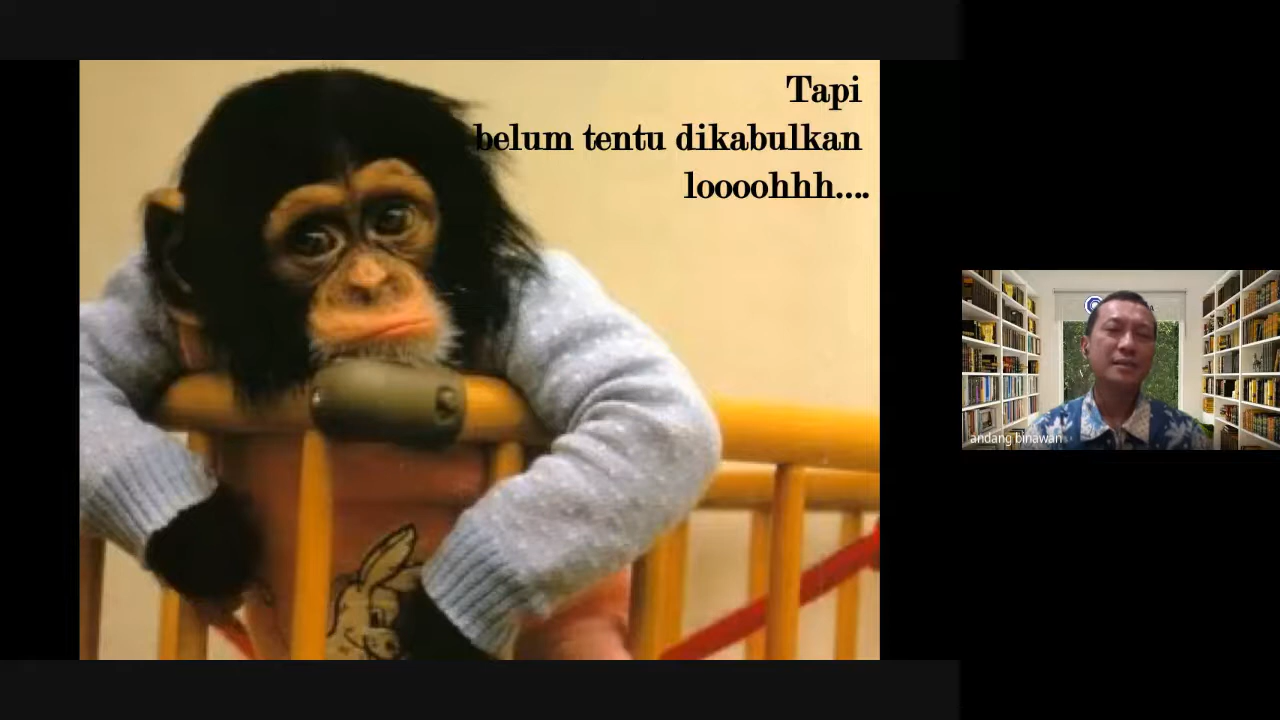 Tapi
belum tentu dikabulkan
loooohhh....
andang binawan